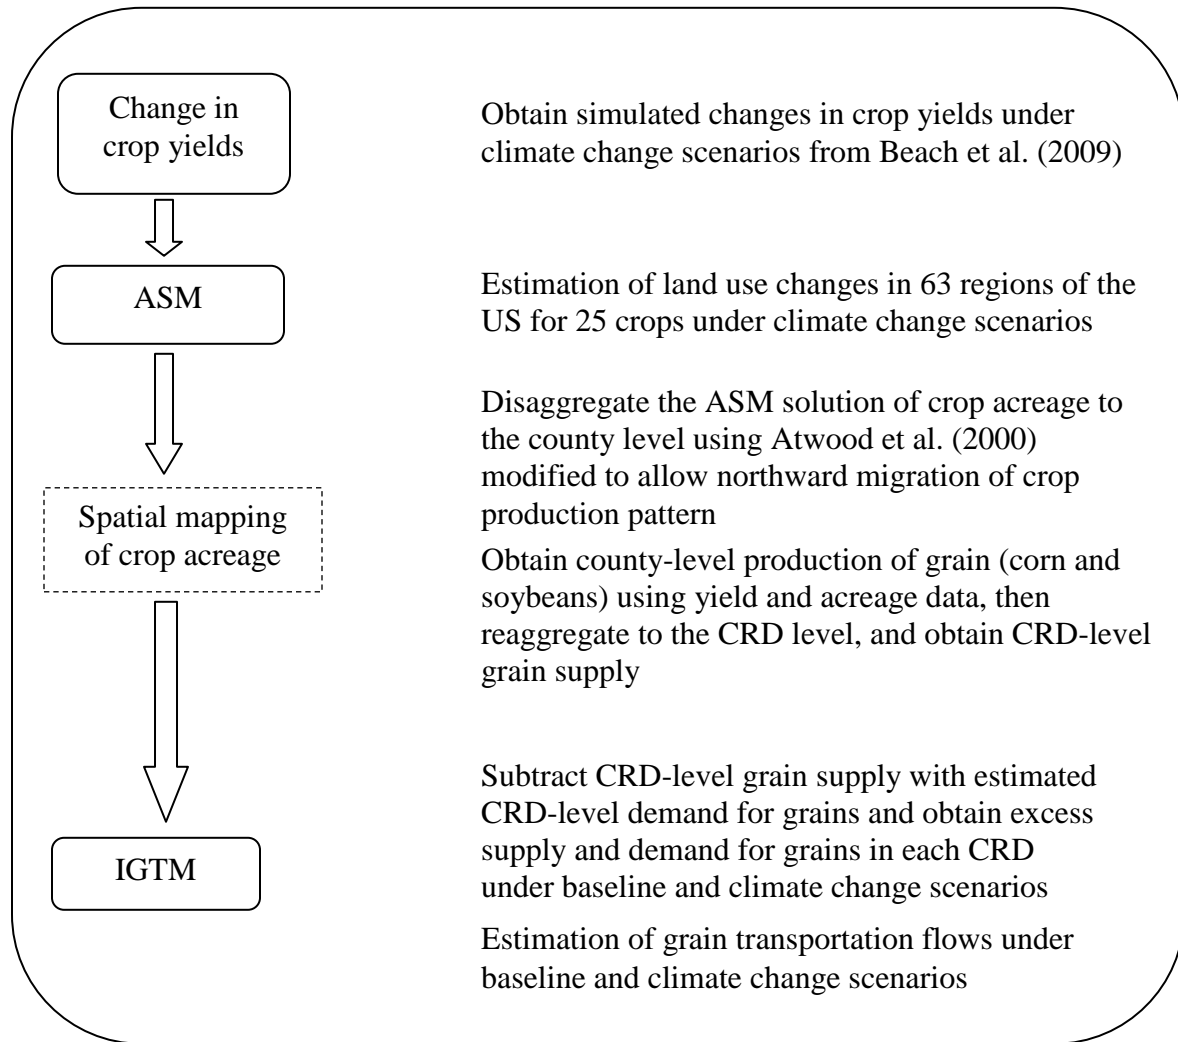 Change in
crop yields
Obtain simulated changes in crop yields under
climate change scenarios from Beach et al. (2009)
ASM
Estimation of land use changes in 63 regions of the
US for 25 crops under climate change scenarios
Disaggregate the ASM solution of crop acreage to
the county level using Atwood et al. (2000)
modified to allow northward migration of crop
production pattern
Spatial mapping
of crop acreage
Obtain county-level production of grain (corn and
soybeans) using yield and acreage data, then
reaggregate to the CRD level, and obtain CRD-level
grain supply
Subtract CRD-level grain supply with estimated
CRD-level demand for grains and obtain excess
supply and demand for grains in each CRD
under baseline and climate change scenarios
IGTM
Estimation of grain transportation flows under
baseline and climate change scenarios